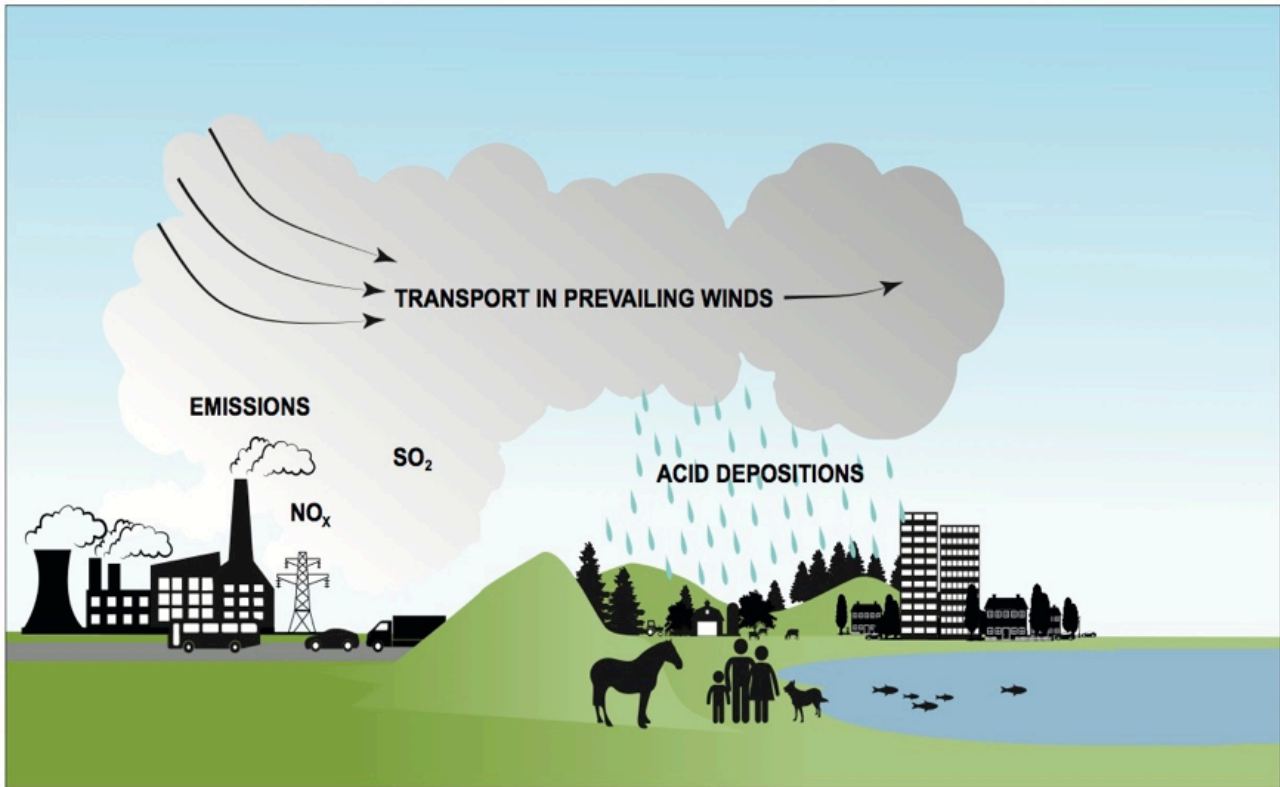 TRANSPORT IN PREVAILING WINDS
EMISSIONS
SO₂
NOₓ
ACID DEPOSITIONS